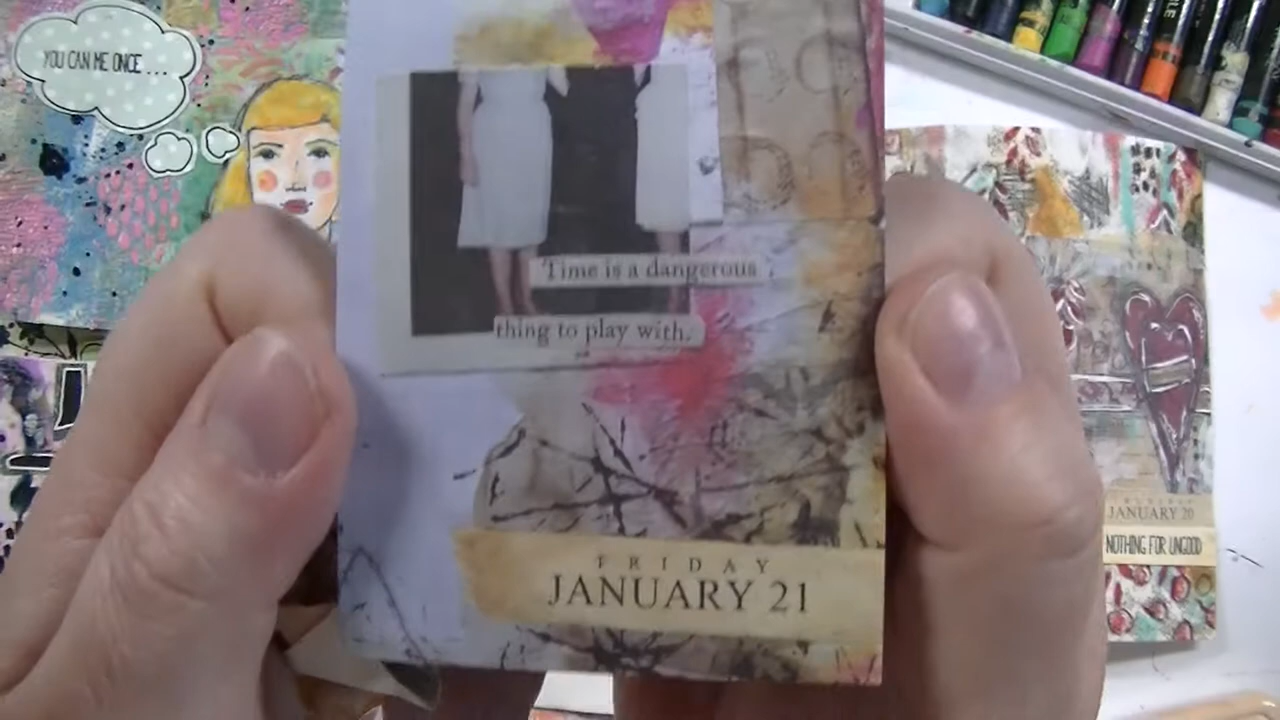 YOU CAN ME ONCE . . .
Time is a dangerous
thing to play with.
FRIDAY
JANUARY 21
JANUARY 20
NOTHING FOR UNGOOD